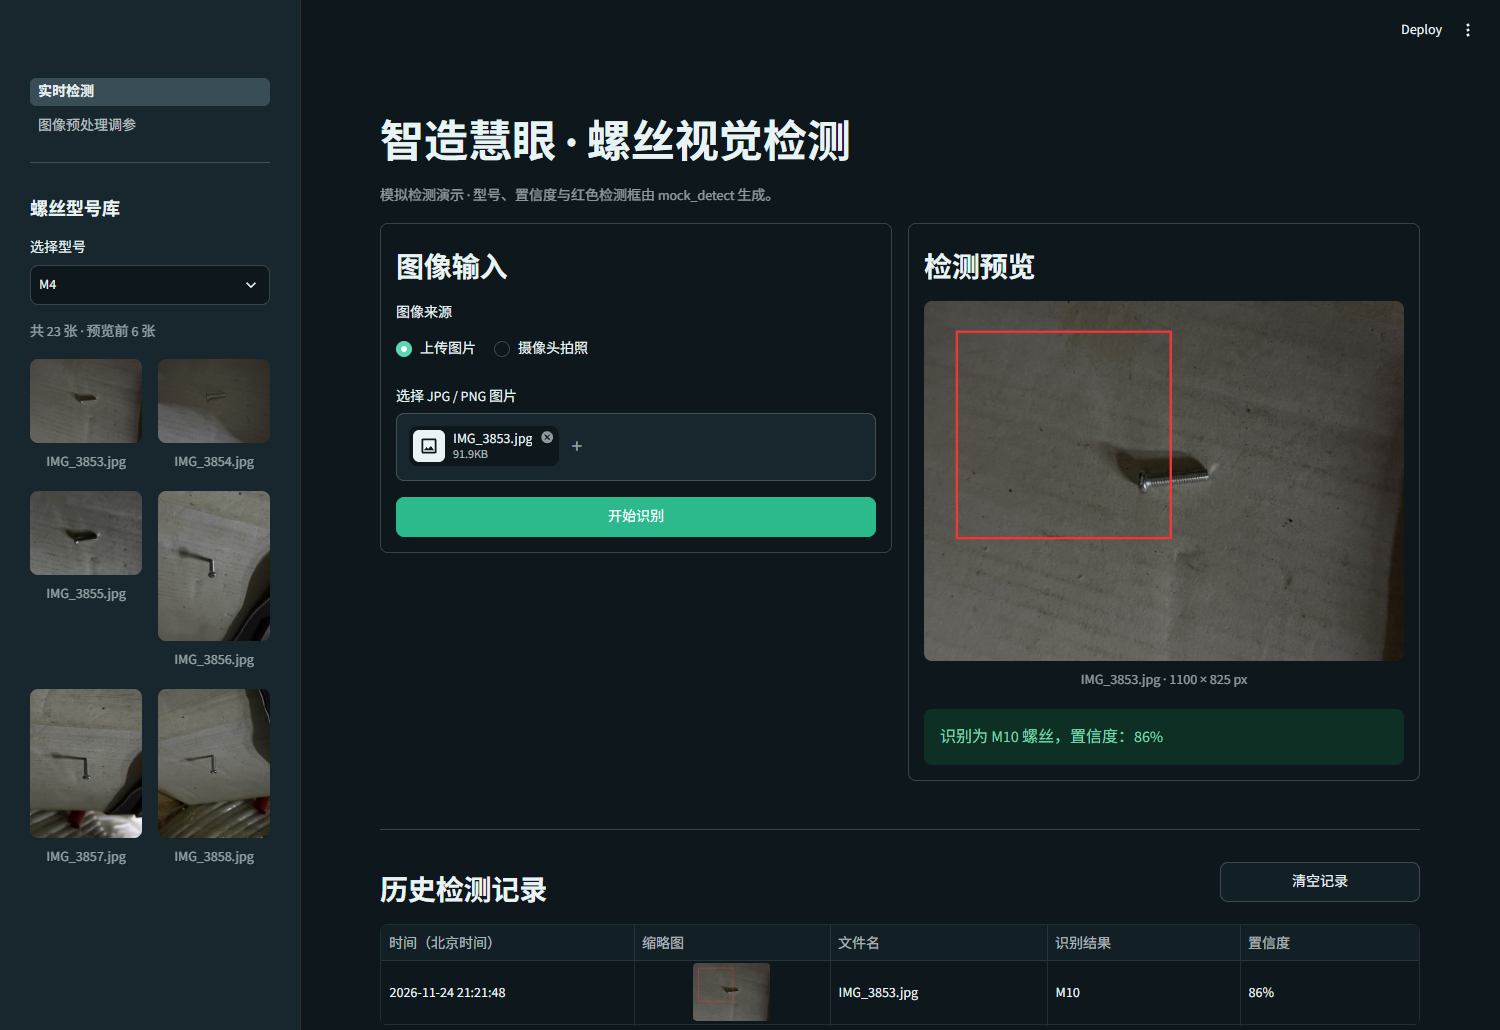 Deploy
实时检测
图像预处理调参
螺丝型号库
选择型号
M4
共 23 张 · 预览前 6 张
IMG_3853.jpg
IMG_3854.jpg
IMG_3855.jpg
IMG_3856.jpg
IMG_3857.jpg
IMG_3858.jpg
智造慧眼 · 螺丝视觉检测
模拟检测演示 · 型号、置信度与红色检测框由 mock_detect 生成。
图像输入
图像来源
上传图片
摄像头拍照
选择 JPG / PNG 图片
IMG_3853.jpg
91.9KB
开始识别
检测预览
IMG_3853.jpg · 1100 × 825 px
识别为 M10 螺丝，置信度：86%
历史检测记录
清空记录
时间（北京时间） 缩略图 文件名 识别结果 置信度
2026-11-24 21:21:48 IMG_3853.jpg M10 86%